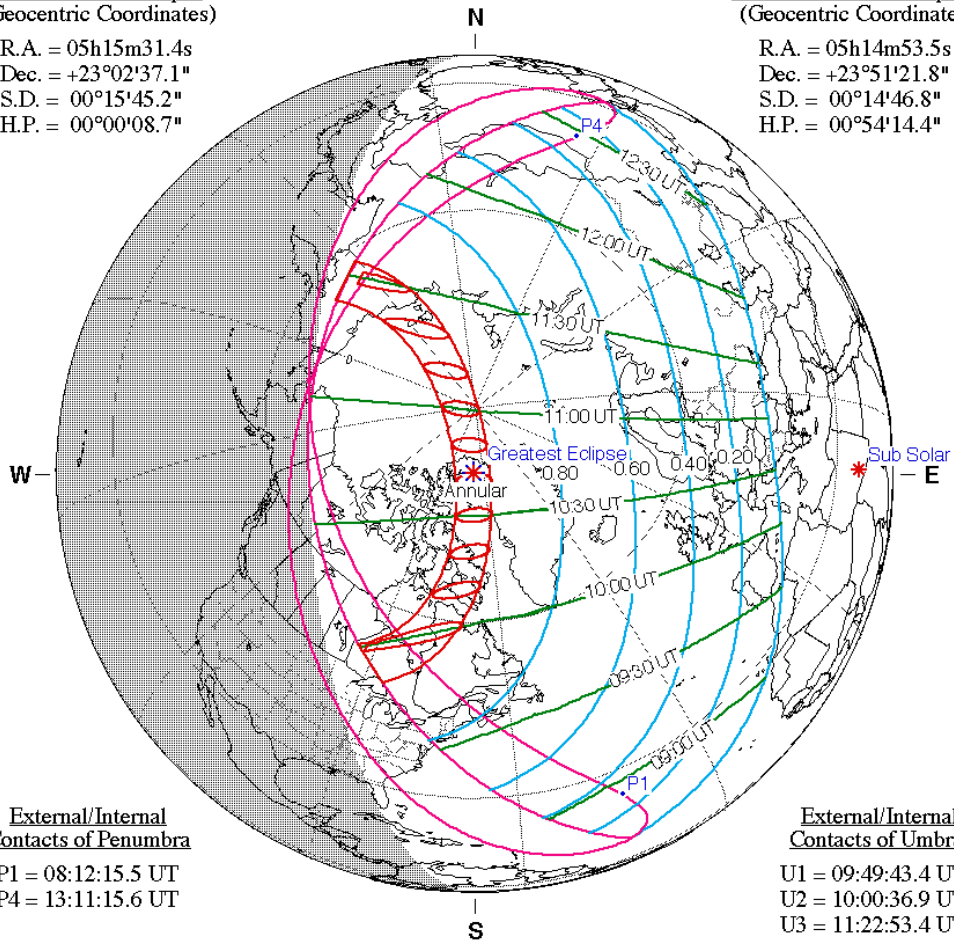 Geocentric Coordinates)
R.A. = 05h15m31.4s
Dec. = +23°02'37.1"
S.D. = 00°15'45.2"
H.P. = 00°00'08.7"
(Geocentric Coordinate
R.A. = 05h14m53.5s
Dec. = +23°51'21.8"
S.D. = 00°14'46.8"
H.P. = 00°54'14.4"
N
P4
12:30 UT
12:00 UT
11:30 UT
11:00 UT
Greatest Eclipse
0.80
0.60
0.40
0.20
Sub Solar
W
E
Annular
10:30 UT
10:00 UT
09:30 UT
09:00 UT
P1
S
External/Internal
Contacts of Penumbra
P1 = 08:12:15.5 UT
P4 = 13:11:15.6 UT
External/Internal
Contacts of Umbr
U1 = 09:49:43.4 U
U2 = 10:00:36.9 U
U3 = 11:22:53.4 U